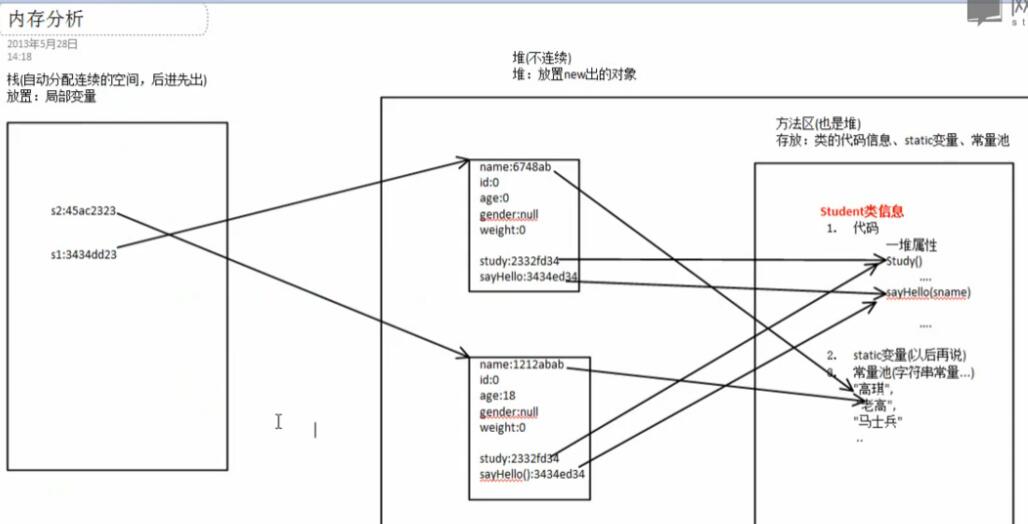 内存分析
2013年5月28日
14:18
栈(自动分配连续的空间，后进先出)
放置：局部变量
堆(不连续)
堆：放置new出的对象
方法区(也是堆)
存放：类的代码信息、static变量、常量池
s2:45ac2323
s1:3434dd23
name:6748ab
id:0
age:0
gender:null
weight:0
study:2332fd34
sayHello:3434ed34
name:1212abab
id:0
age:18
gender:null
weight:0
study:2332fd34
sayHello():3434ed34
Student类信息
1. 代码
一堆属性
Study()
....
sayHello(sname)
....
2. static变量(以后再说)
3. 常量池(字符串常量...)
"高琪",
"老高",
"马士兵"
..